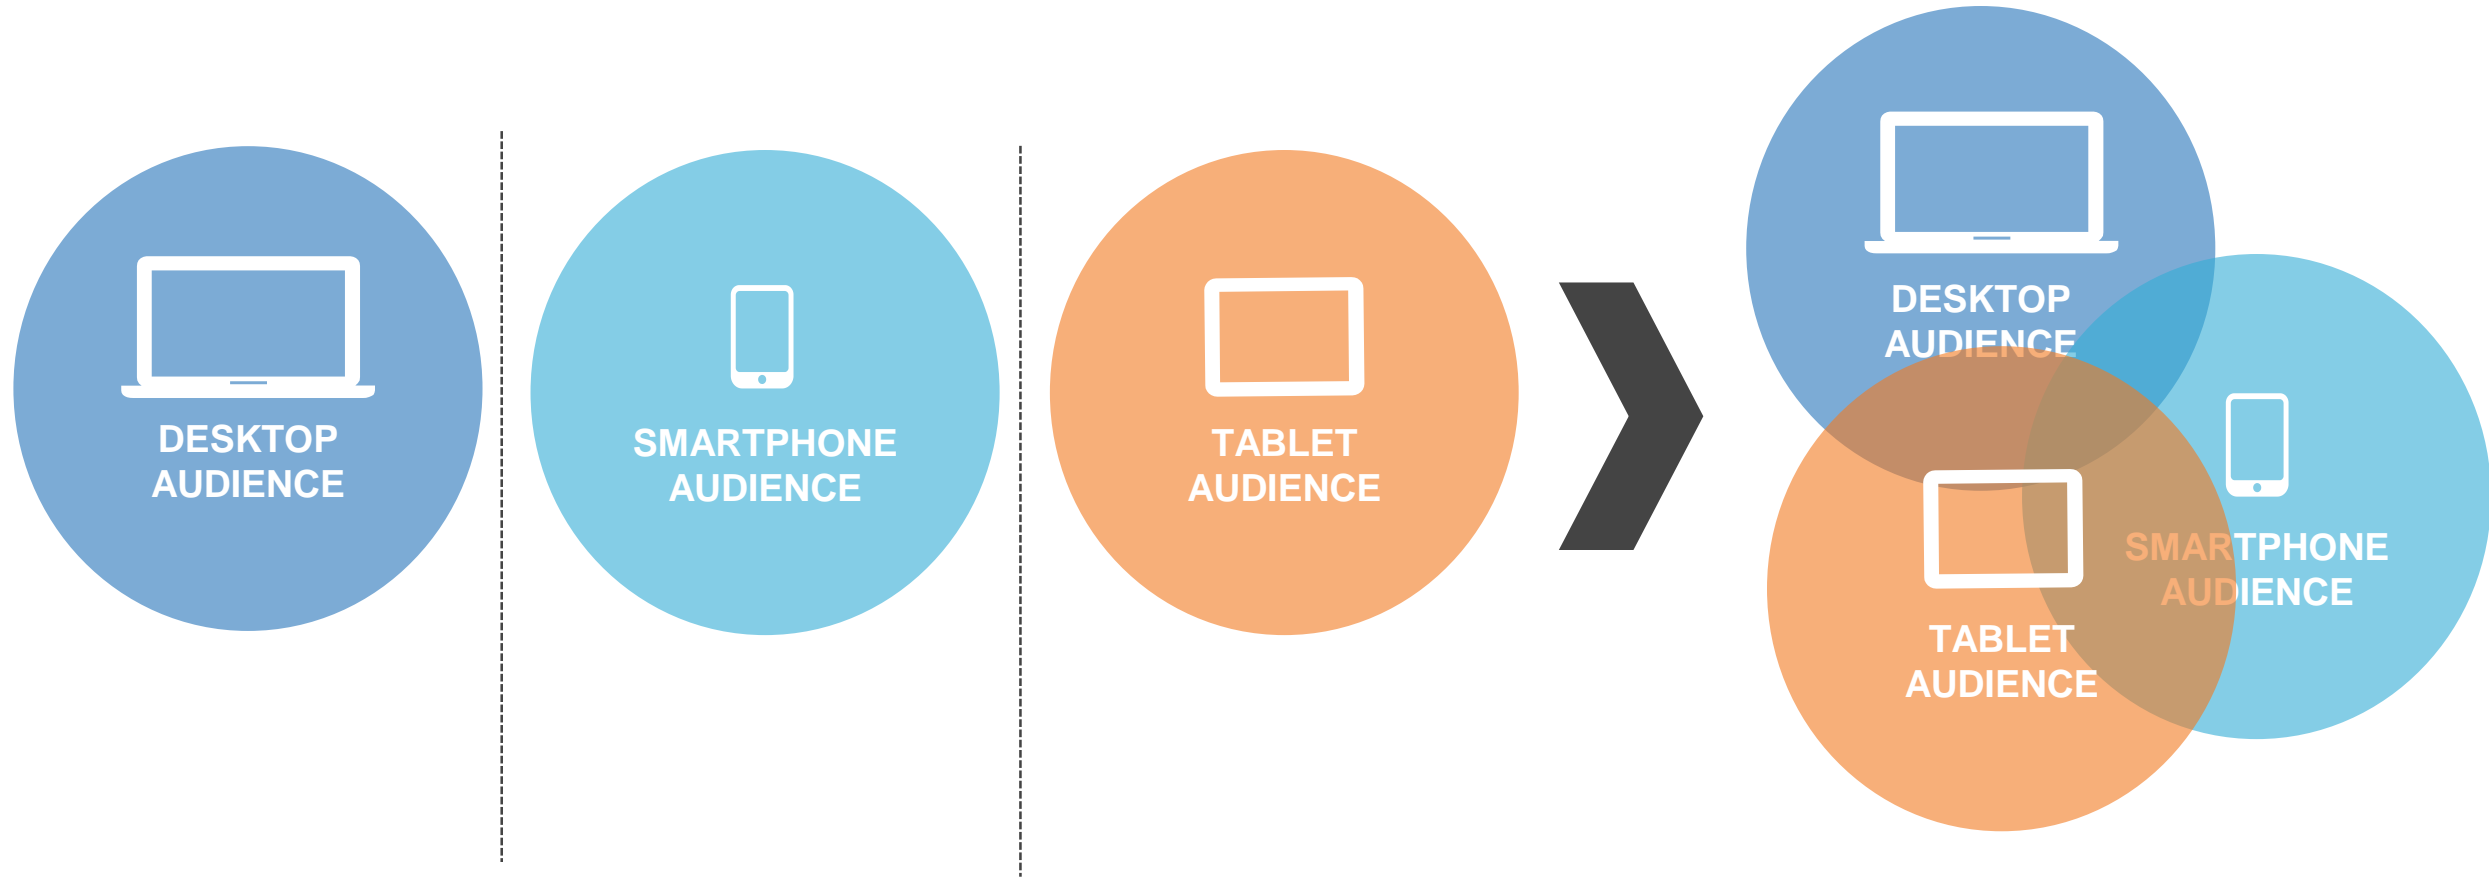 DESKTOP
AUDIENCE
SMARTPHONE
AUDIENCE
TABLET
AUDIENCE
DESKTOP
AUDIENCE
SMARTPHONE
AUDIENCE
TABLET
AUDIENCE